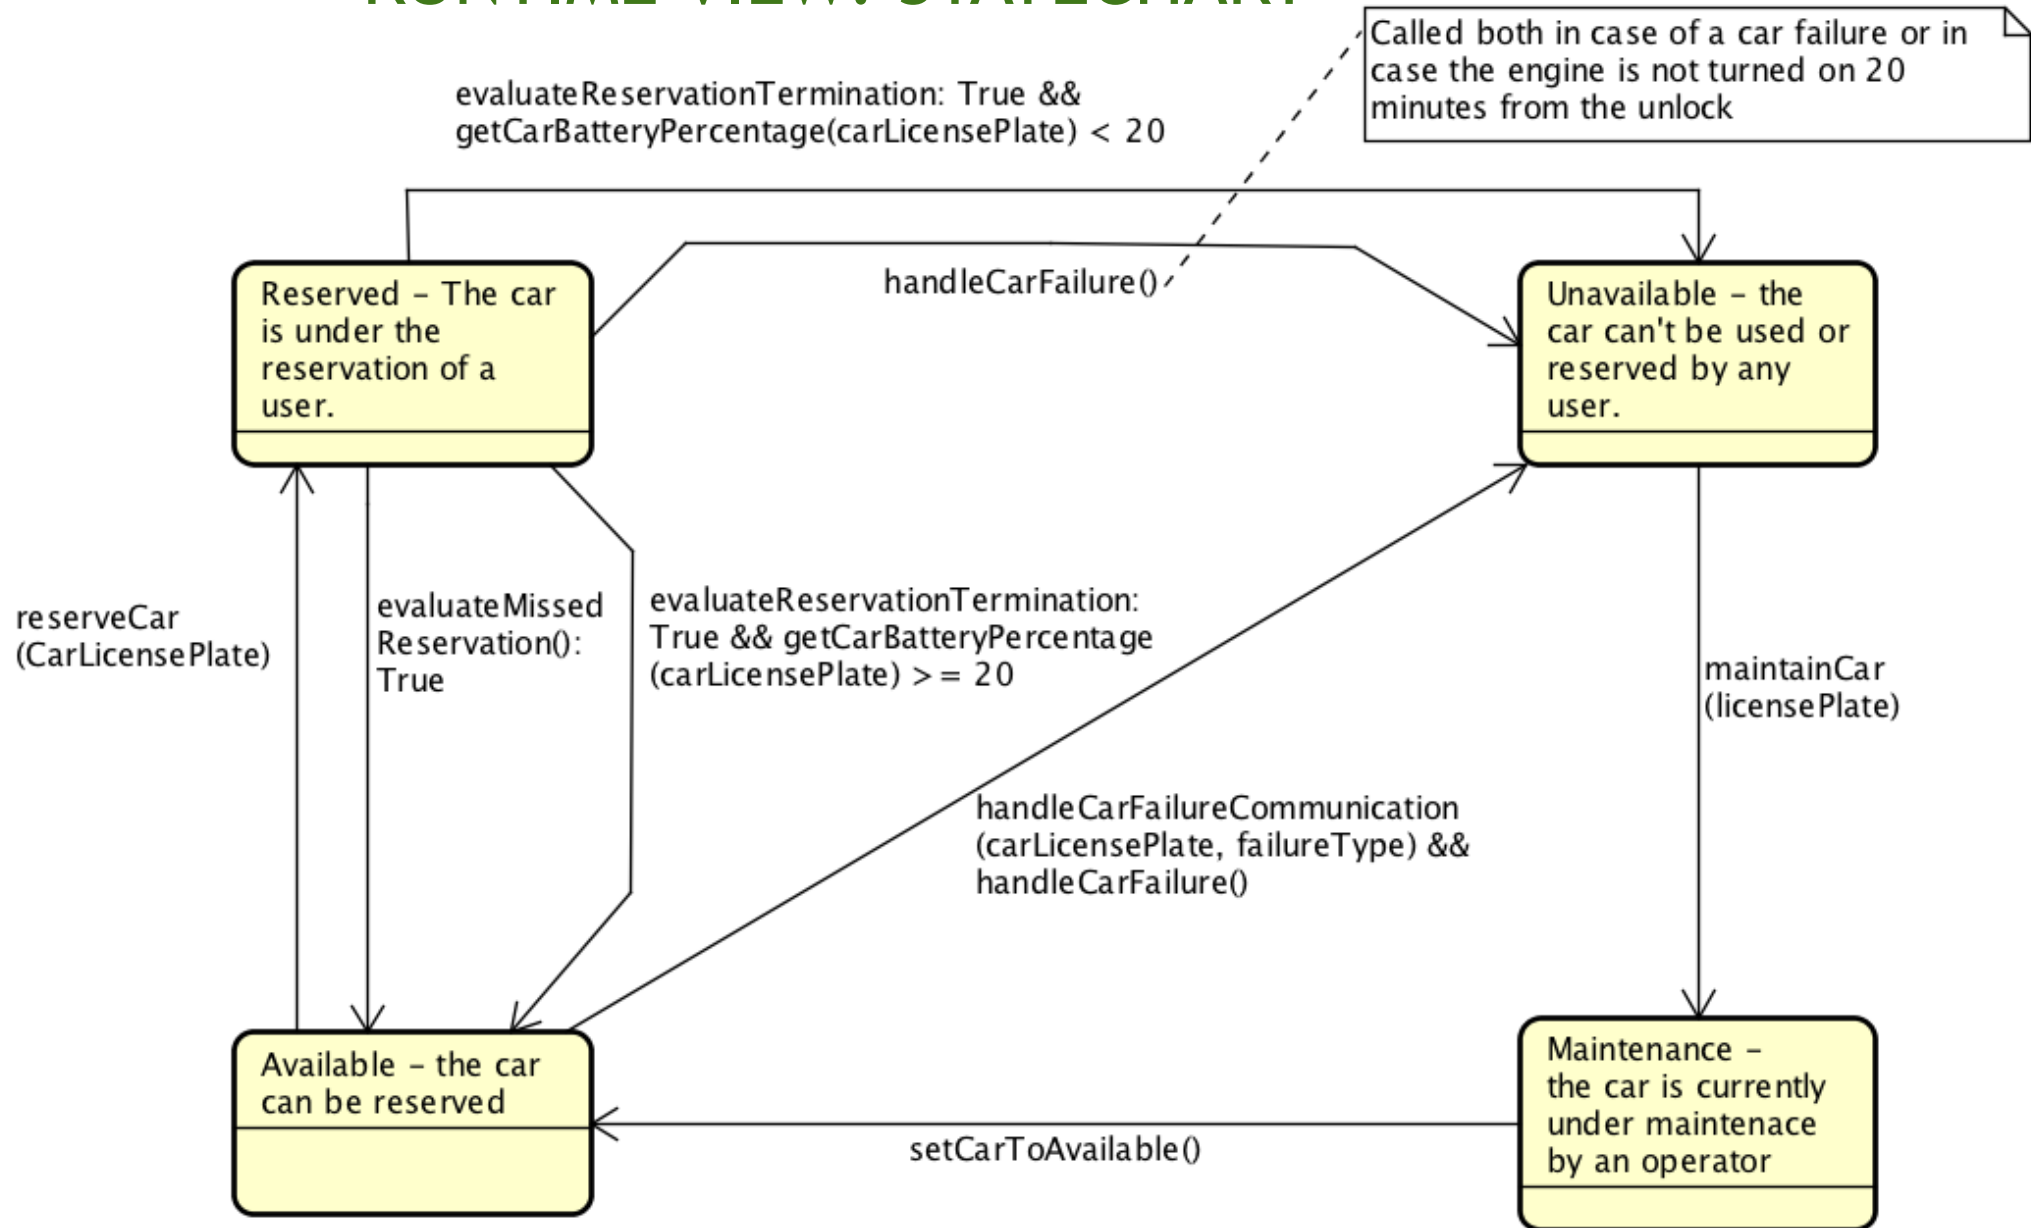 RUNTIME VIEW: STATECHART
Called both in case of a car failure or in
case the engine is not turned on 20
minutes from the unlock
evaluateReservationTermination: True &&
getCarBatteryPercentage(carLicensePlate) < 20
handleCarFailure()
Reserved – The car
is under the
reservation of a
user.
Unavailable – the
car can't be used or
reserved by any
user.
reserveCar
(CarLicensePlate)
evaluateMissed
Reservation():
True
evaluateReservationTermination:
True && getCarBatteryPercentage
(carLicensePlate) >= 20
maintainCar
(licensePlate)
handleCarFailureCommunication
(carLicensePlate, failureType) &&
handleCarFailure()
Available – the car
can be reserved
Maintenance –
the car is currently
under maintenace
by an operator
setCarToAvailable()